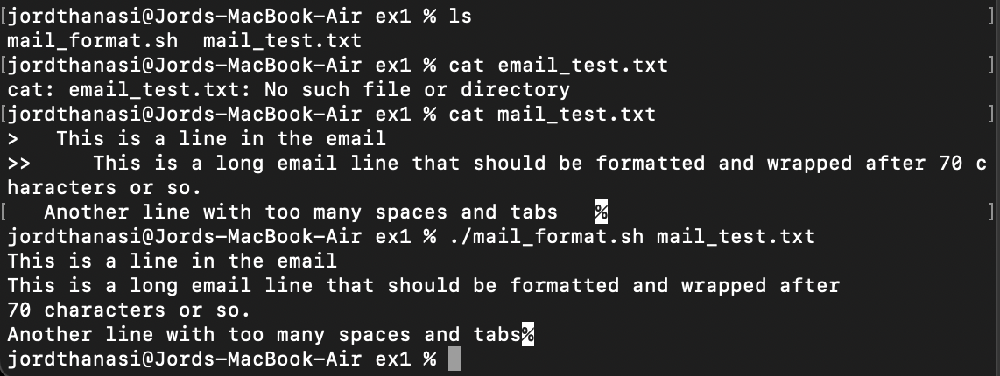 [jordthanasi@Jords-MacBook-Air ex1 % ls ]
mail_format.sh  mail_test.txt
[jordthanasi@Jords-MacBook-Air ex1 % cat email_test.txt ]
cat: email_test.txt: No such file or directory
[jordthanasi@Jords-MacBook-Air ex1 % cat mail_test.txt ]
>   This is a line in the email
>>     This is a long email line that should be formatted and wrapped after 70 c
haracters or so.
[   Another line with too many spaces and tabs   % ]
jordthanasi@Jords-MacBook-Air ex1 % ./mail_format.sh mail_test.txt
This is a line in the email
This is a long email line that should be formatted and wrapped after
70 characters or so.
Another line with too many spaces and tabs%
jordthanasi@Jords-MacBook-Air ex1 %